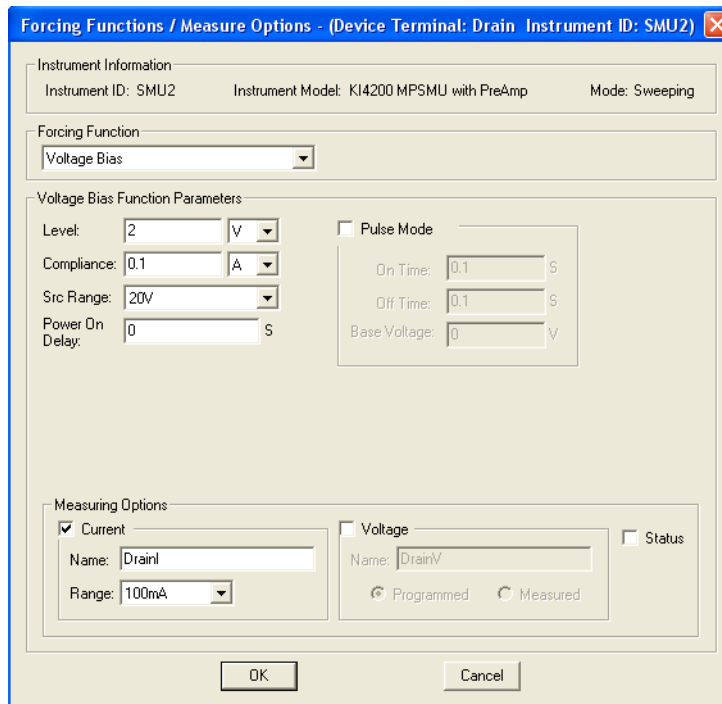 Forcing Functions / Measure Options - (Device Terminal: Drain Instrument ID: SMU2)
Instrument Information
Instrument ID: SMU2 Instrument Model: KI4200 MPSMU with PreAmp Mode: Sweeping
Forcing Function
Voltage Bias
Voltage Bias Function Parameters
Level: 2 V
Compliance: 0.1 A
Src Range: 20V
Power On
Delay: 0 S
Pulse Mode
On Time: 0.1 S
Off Time: 0.1 S
Base Voltage: 0 V
Measuring Options
Current
Name: DrainI
Range: 100mA
Voltage
Name: DrainV
Programmed Measured
Status
OK Cancel